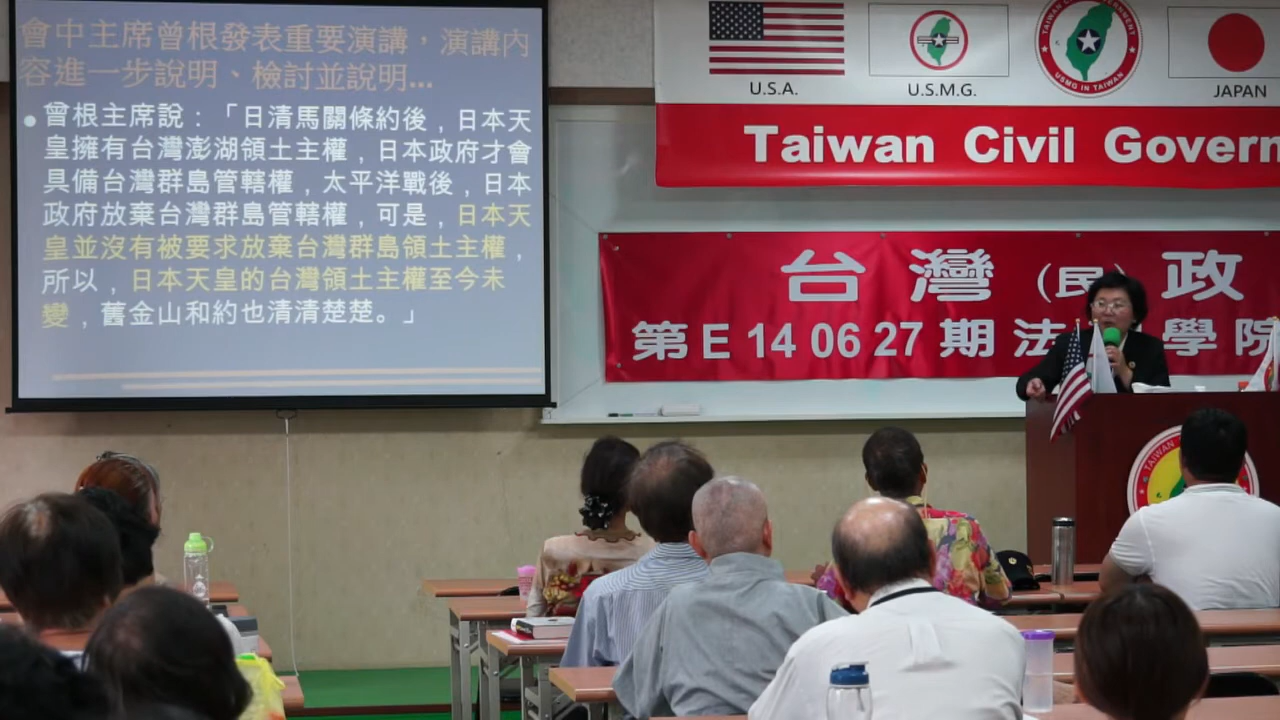 會中主席曾根發表重要演講，演講內
容進一步說明、檢討並說明...
曾根主席說：「日清馬關條約後，日本天
皇擁有台灣澎湖領土主權，日本政府才會
具備台灣群島管轄權，太平洋戰後，日本
政府放棄台灣群島管轄權，可是，日本天
皇並沒有被要求放棄台灣群島領土主權，
所以，日本天皇的台灣領土主權至今未
變，舊金山和約也清清楚楚。」
U.S.A.
U.S.M.G.
USMG IN TAIWAN
JAPAN
Taiwan Civil Govern
台灣（民）政
第E 14 06 27 期法 學院
TAIWAN